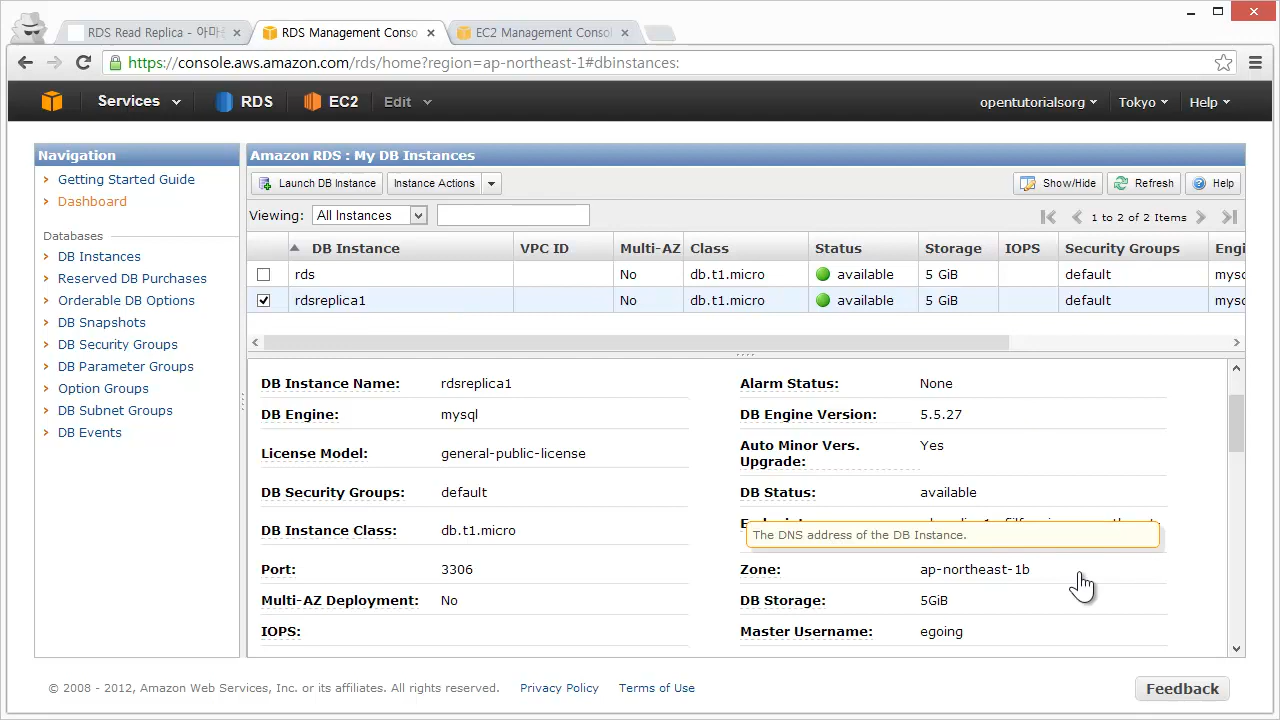 RDS Read Replica - 아마
RDS Management Conso
EC2 Management Consol
https://console.aws.amazon.com/rds/home?region=ap-northeast-1#dbinstances:
Services RDS EC2 Edit opentutorialsorg Tokyo Help
Navigation
Getting Started Guide
Dashboard
Databases
DB Instances
Reserved DB Purchases
Orderable DB Options
DB Snapshots
DB Security Groups
DB Parameter Groups
Option Groups
DB Subnet Groups
DB Events
Amazon RDS : My DB Instances
Launch DB Instance Instance Actions Show/Hide Refresh Help
Viewing: All Instances 1 to 2 of 2 Items
DB Instance VPC ID Multi-AZ Class Status Storage IOPS Security Groups Engi
rds No db.t1.micro available 5 GiB default mysq
rdsreplica1 No db.t1.micro available 5 GiB default mysq
DB Instance Name: rdsreplica1 Alarm Status: None
DB Engine: mysql DB Engine Version: 5.5.27
License Model: general-public-license Auto Minor Vers. Upgrade: Yes
DB Security Groups: default DB Status: available
The DNS address of the DB Instance.
DB Instance Class: db.t1.micro
Port: 3306 Zone: ap-northeast-1b
Multi-AZ Deployment: No DB Storage: 5GiB
IOPS: Master Username: egoing
© 2008 - 2012, Amazon Web Services, Inc. or its affiliates. All rights reserved. Privacy Policy Terms of Use Feedback